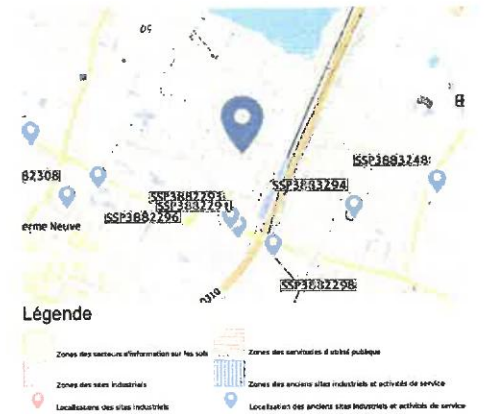 SSP3883248
82308
SSP3883294
SSP3882293
SSP388229
SSP3882296
erme Neuve
SSP3882298
D310
Légende
Zones des secteurs d'information sur les sols
Zones des servitudes d'utilité publique
Zones des sites industriels
Zones des anciens sites industriels et activités de service
Localisations des sites industriels
Localisation des anciens sites industriels et activités de service